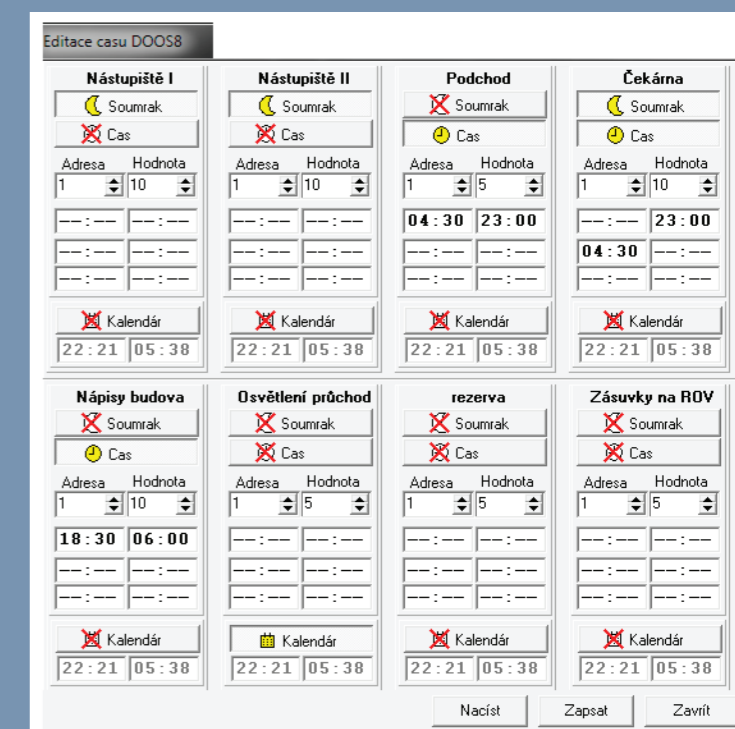 Editace casu DOOS8
Nástupiště I Nástupiště II Podchod Čekárna
Soumrak Soumrak Soumrak Soumrak
Cas Cas Cas Cas
Adresa Hodnota Adresa Hodnota Adresa Hodnota Adresa Hodnota
1 10 1 10 1 5 1 10
--:-- --:-- --:-- --:-- 04:30 23:00 --:-- 23:00
--:-- --:-- --:-- --:-- --:-- --:-- 04:30 --:--
--:-- --:-- --:-- --:-- --:-- --:-- --:-- --:--
Kalendár Kalendár Kalendár Kalendár
22:21 05:38 22:21 05:38 22:21 05:38 22:21 05:38
Nápisy budova Osvětlení průchod rezerva Zásuvky na ROV
Soumrak Soumrak Soumrak Soumrak
Cas Cas Cas Cas
Adresa Hodnota Adresa Hodnota Adresa Hodnota Adresa Hodnota
1 10 1 5 1 5 1 5
18:30 06:00 --:-- --:-- --:-- --:-- --:-- --:--
--:-- --:-- --:-- --:-- --:-- --:-- --:-- --:--
--:-- --:-- --:-- --:-- --:-- --:-- --:-- --:--
Kalendár Kalendár Kalendár Kalendár
22:21 05:38 22:21 05:38 22:21 05:38 22:21 05:38
Nacíst Zapsat Zavrít